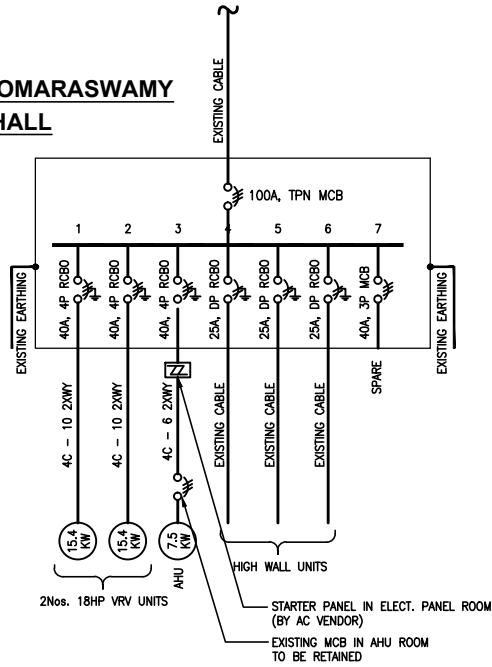 OMARASWAMY
HALL
EXISTING CABLE
100A, TPN MCB
1
2
3
4
5
6
7
40A, 4P RCBO
40A, 4P RCBO
40A, 4P RCBO
25A, DP RCBO
25A, DP RCBO
25A, DP RCBO
40A, 3P MCB
EXISTING EARTHING
EXISTING EARTHING
4C - 10 2XWY
4C - 10 2XWY
4C - 6 2XWY
EXISTING CABLE
EXISTING CABLE
EXISTING CABLE
SPARE
15.4 KW
15.4 KW
7.5 KW
AHU
2Nos. 18HP VRV UNITS
HIGH WALL UNITS
STARTER PANEL IN ELECT. PANEL ROOM
(BY AC VENDOR)
EXISTING MCB IN AHU ROOM
TO BE RETAINED